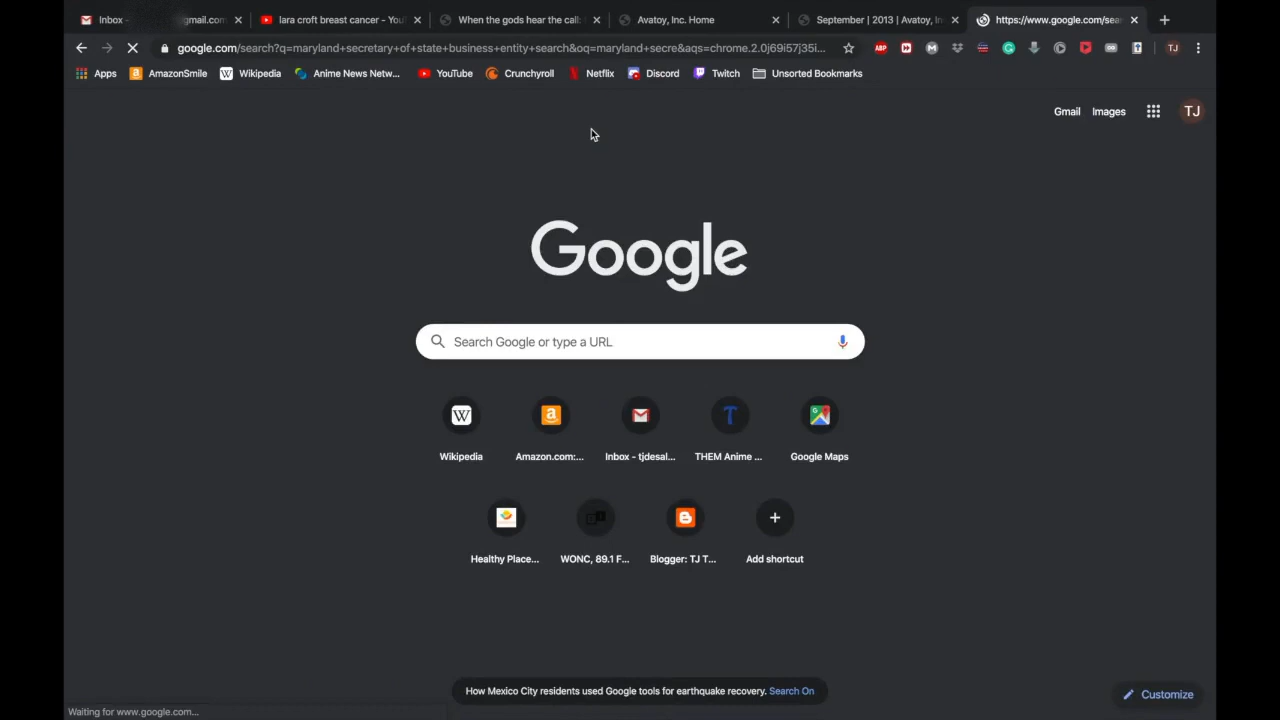 Inbox - gmail.com
lara croft breast cancer - YouT
When the gods hear the call:
Avatoy, Inc. Home
September | 2013 | Avatoy, In
https://www.google.com/sear
google.com/search?q=maryland+secretary+of+state+business+entity+search&oq=maryland+secre&aqs=chrome.2.0j69i57j35i...
ABP
M
G
TJ
Apps
AmazonSmile
W Wikipedia
Anime News Netw...
YouTube
Crunchyroll
Netflix
Discord
Twitch
Unsorted Bookmarks
Gmail
Images
TJ
Google
Search Google or type a URL
W
a
T
G
Wikipedia
Amazon.com:...
Inbox - tjdesal...
THEM Anime ...
Google Maps
Healthy Place...
WONC, 89.1 F...
Blogger: TJ T...
Add shortcut
How Mexico City residents used Google tools for earthquake recovery. Search On
Customize
Waiting for www.google.com...